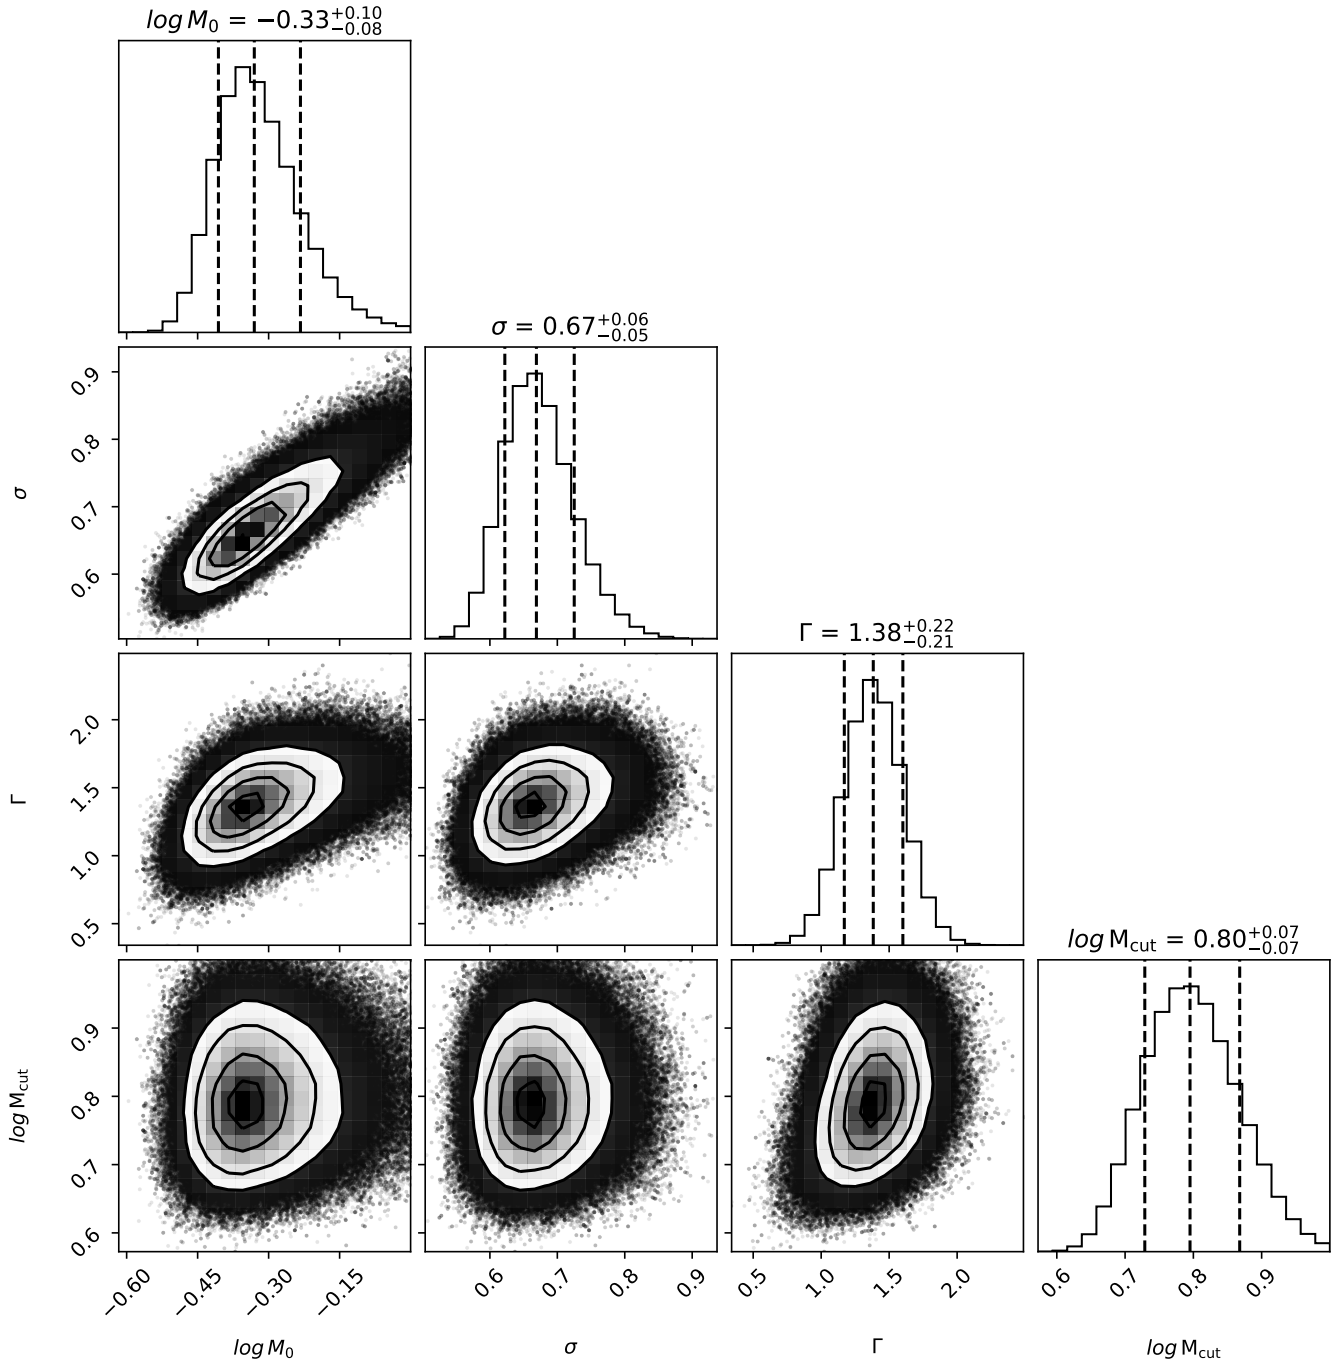 log M₀ = −0.33⁺⁰·¹⁰₋₀.₀₈
σ = 0.67⁺⁰·⁰⁶₋₀.₀₅
0.9
0.8
0.7
0.6
σ
Γ = 1.38⁺⁰·²²₋₀.₂₁
2.0
1.5
1.0
0.5
Γ
log M_cut = 0.80⁺⁰·⁰⁷₋₀.₀₇
0.9
0.8
0.7
0.6
log M_cut
−0.60 −0.45 −0.30 −0.15
0.6 0.7 0.8 0.9
0.5 1.0 1.5 2.0
0.6 0.7 0.8 0.9
log M₀ σ Γ log M_cut